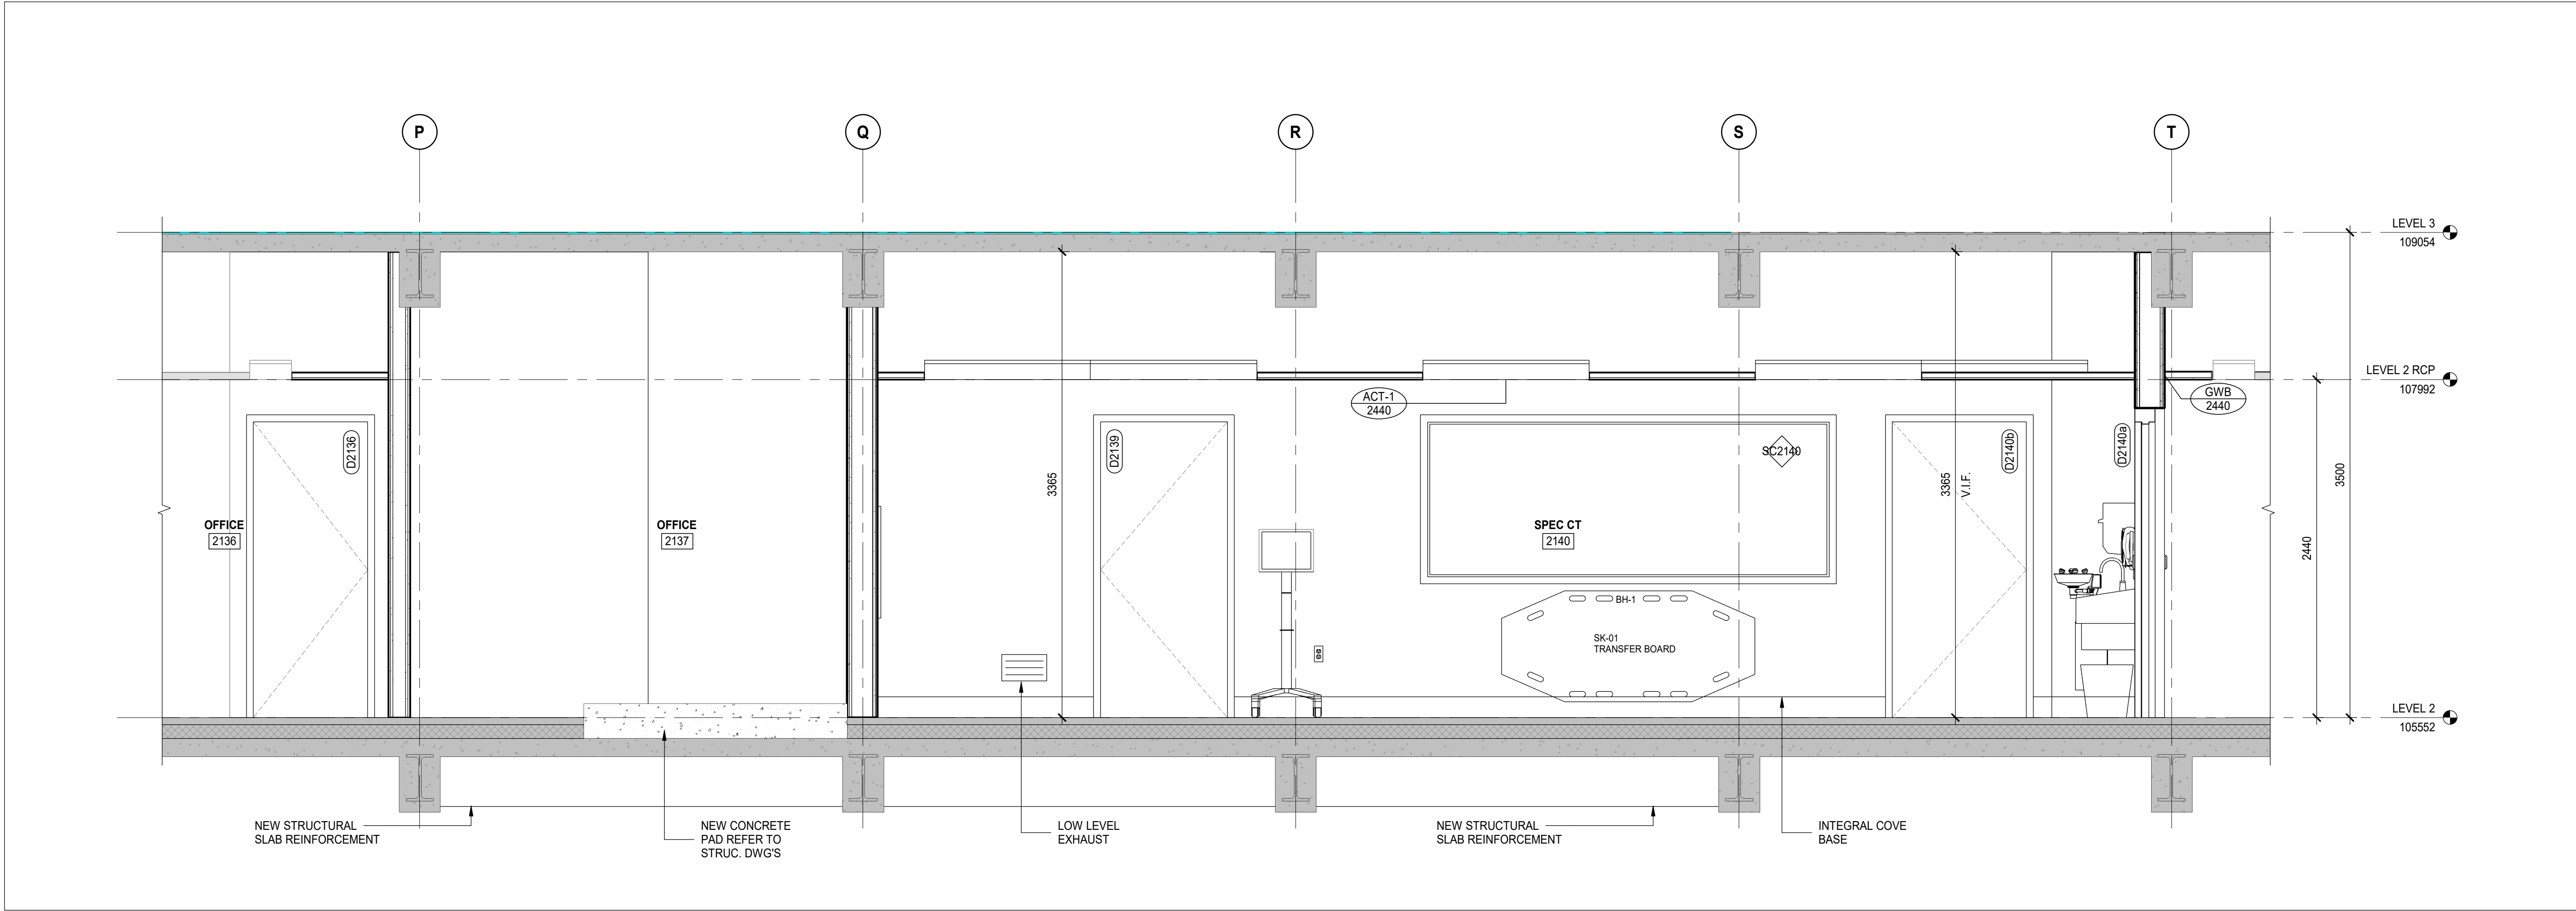 P
Q
R
S
T
LEVEL 3
109054
LEVEL 2 RCP
107992
ACT-1
2440
GWB
2440
D2136
D2139
SC2140
D2140b
D2140a
3365
3365
V.I.F.
3500
2440
OFFICE
2136
OFFICE
2137
SPEC CT
2140
BH-1
SK-01
TRANSFER BOARD
LEVEL 2
105552
NEW STRUCTURAL
SLAB REINFORCEMENT
NEW CONCRETE
PAD REFER TO
STRUC. DWG'S
LOW LEVEL
EXHAUST
NEW STRUCTURAL
SLAB REINFORCEMENT
INTEGRAL COVE
BASE